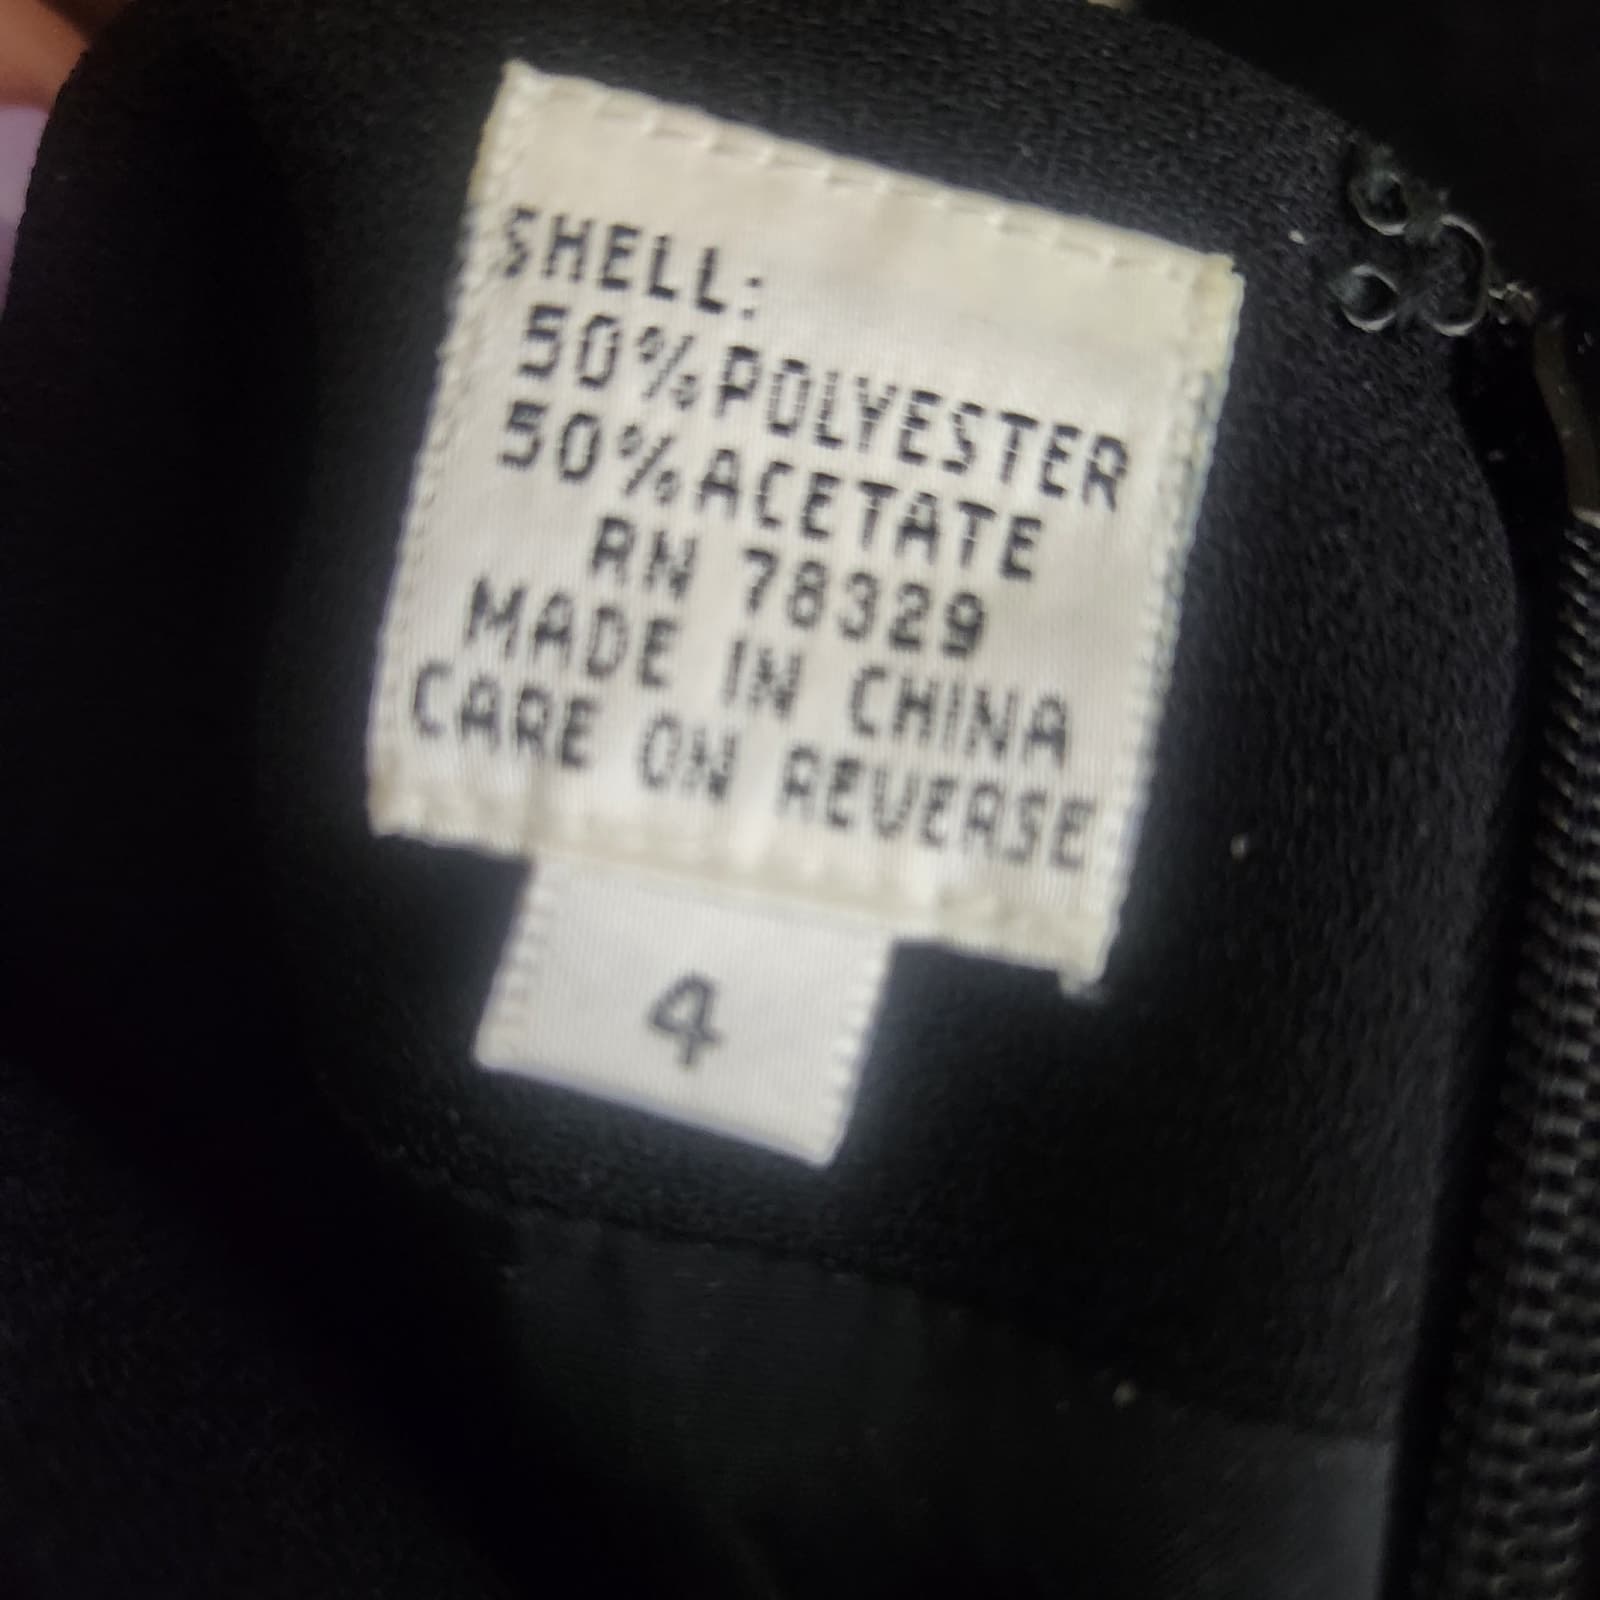 SHELL:
50% POLYESTER
50% ACETATE
RN 78329
MADE IN CHINA
CARE ON REVERSE
4